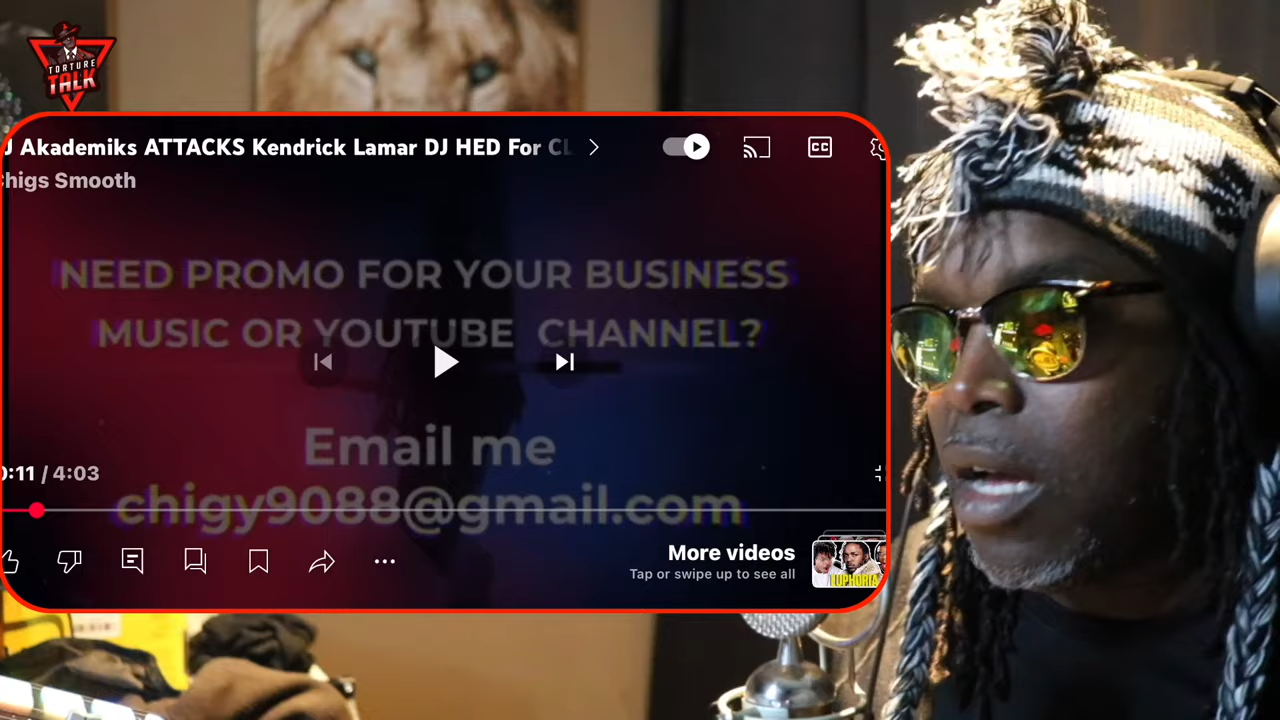 TORTURE
TALK
J Akademiks ATTACKS Kendrick Lamar DJ HED For CL
Chigs Smooth
CC
NEED PROMO FOR YOUR BUSINESS
MUSIC OR YOUTUBE CHANNEL?
Email me
0:11 / 4:03
chigy9088@gmail.com
More videos
Tap or swipe up to see all
EUPHORIA